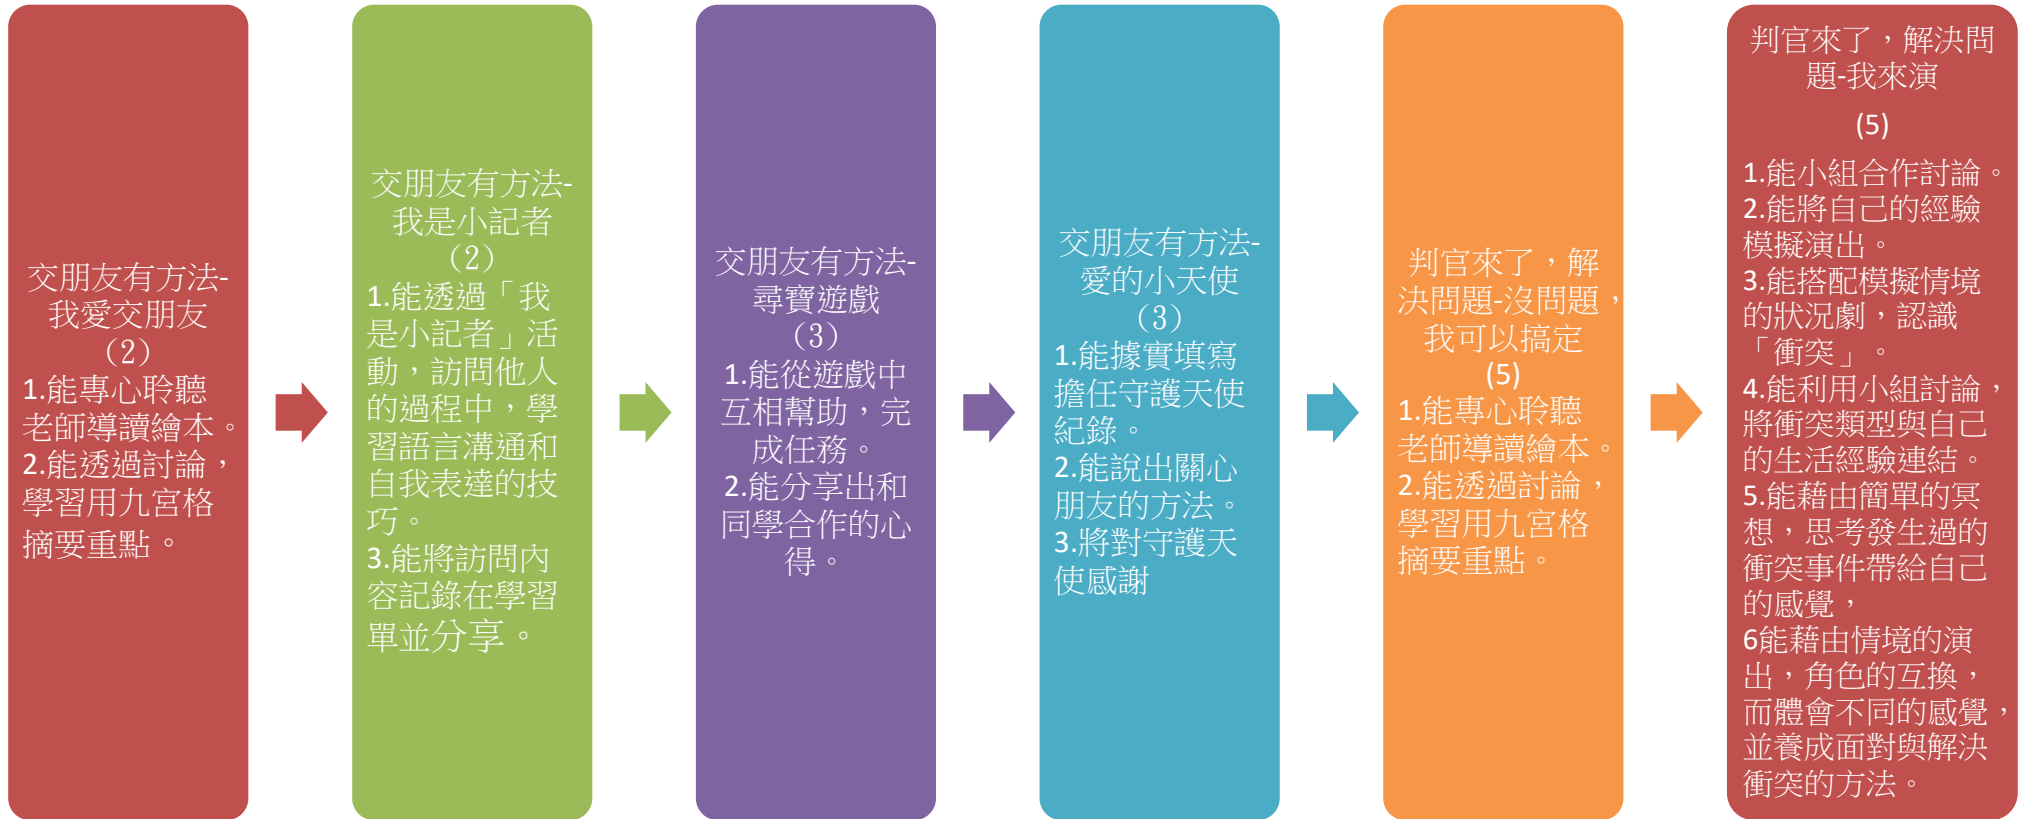 交朋友有方法-
我愛交朋友
（2）
1.能專心聆聽
老師導讀繪本。
2.能透過討論，
學習用九宮格
摘要重點。
交朋友有方法-
我是小記者
（2）
1.能透過「我
是小記者」活
動，訪問他人
的過程中，學
習語言溝通和
自我表達的技
巧。
3.能將訪問內
容記錄在學習
單並分享。
交朋友有方法-
尋寶遊戲
（3）
1.能從遊戲中
互相幫助，完
成任務。
2.能分享出和
同學合作的心
得。
交朋友有方法-
愛的小天使
（3）
1.能據實填寫
擔任守護天使
紀錄。
2.能說出關心
朋友的方法。
3.將對守護天
使感謝
判官來了，解
決問題-沒問題，
我可以搞定
(5)
1.能專心聆聽
老師導讀繪本。
2.能透過討論，
學習用九宮格
摘要重點。
判官來了，解決問
題-我來演
(5)
1.能小組合作討論。
2.能將自己的經驗
模擬演出。
3.能搭配模擬情境
的狀況劇，認識
「衝突」。
4.能利用小組討論，
將衝突類型與自己
的生活經驗連結。
5.能藉由簡單的冥
想，思考發生過的
衝突事件帶給自己
的感覺，
6能藉由情境的演
出，角色的互換，
而體會不同的感覺，
並養成面對與解決
衝突的方法。